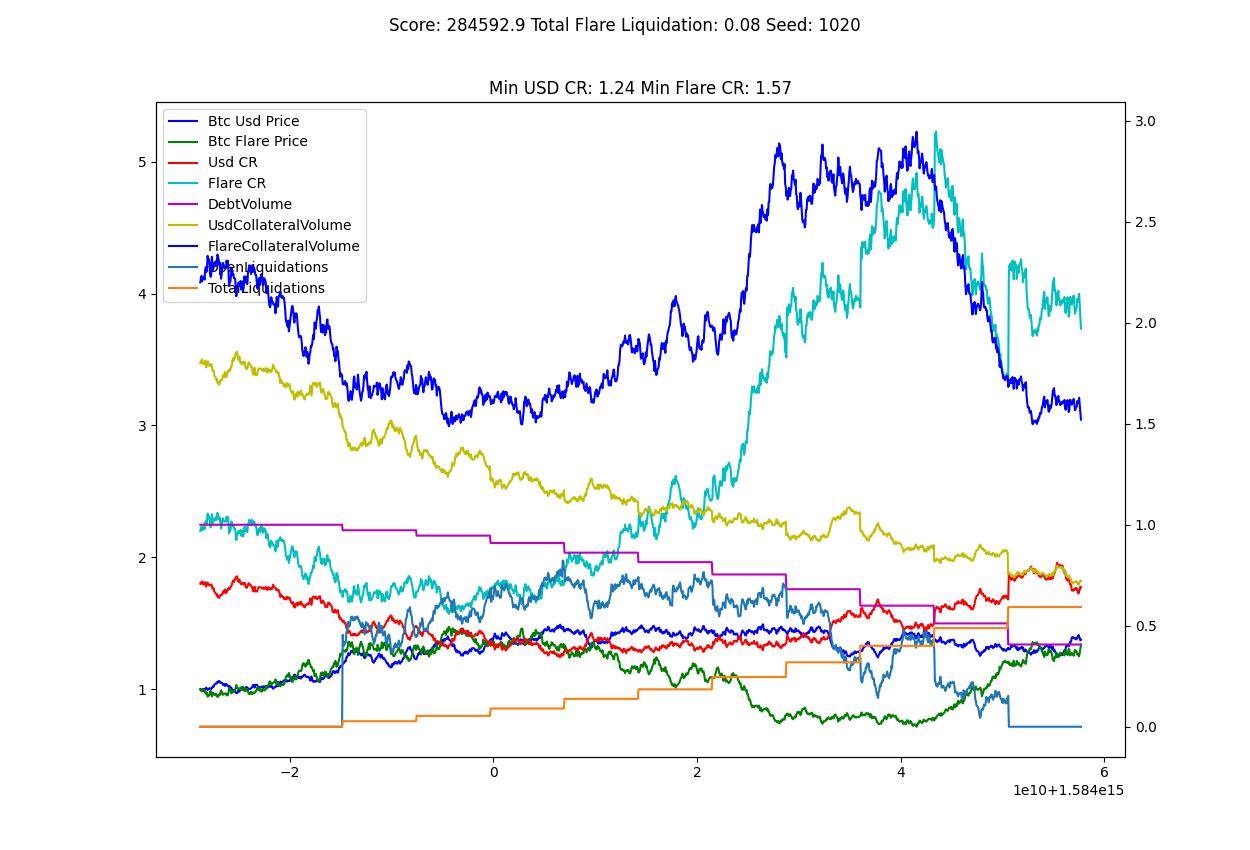 Score: 284592.9 Total Flare Liquidation: 0.08 Seed: 1020
Min USD CR: 1.24 Min Flare CR: 1.57
Btc Usd Price
Btc Flare Price
Usd CR
Flare CR
DebtVolume
UsdCollateralVolume
FlareCollateralVolume
OpenLiquidations
TotalLiquidations
5
4
3
2
1
3.0
2.5
2.0
1.5
1.0
0.5
0.0
−2 0 2 4 6
1e10+1.584e15